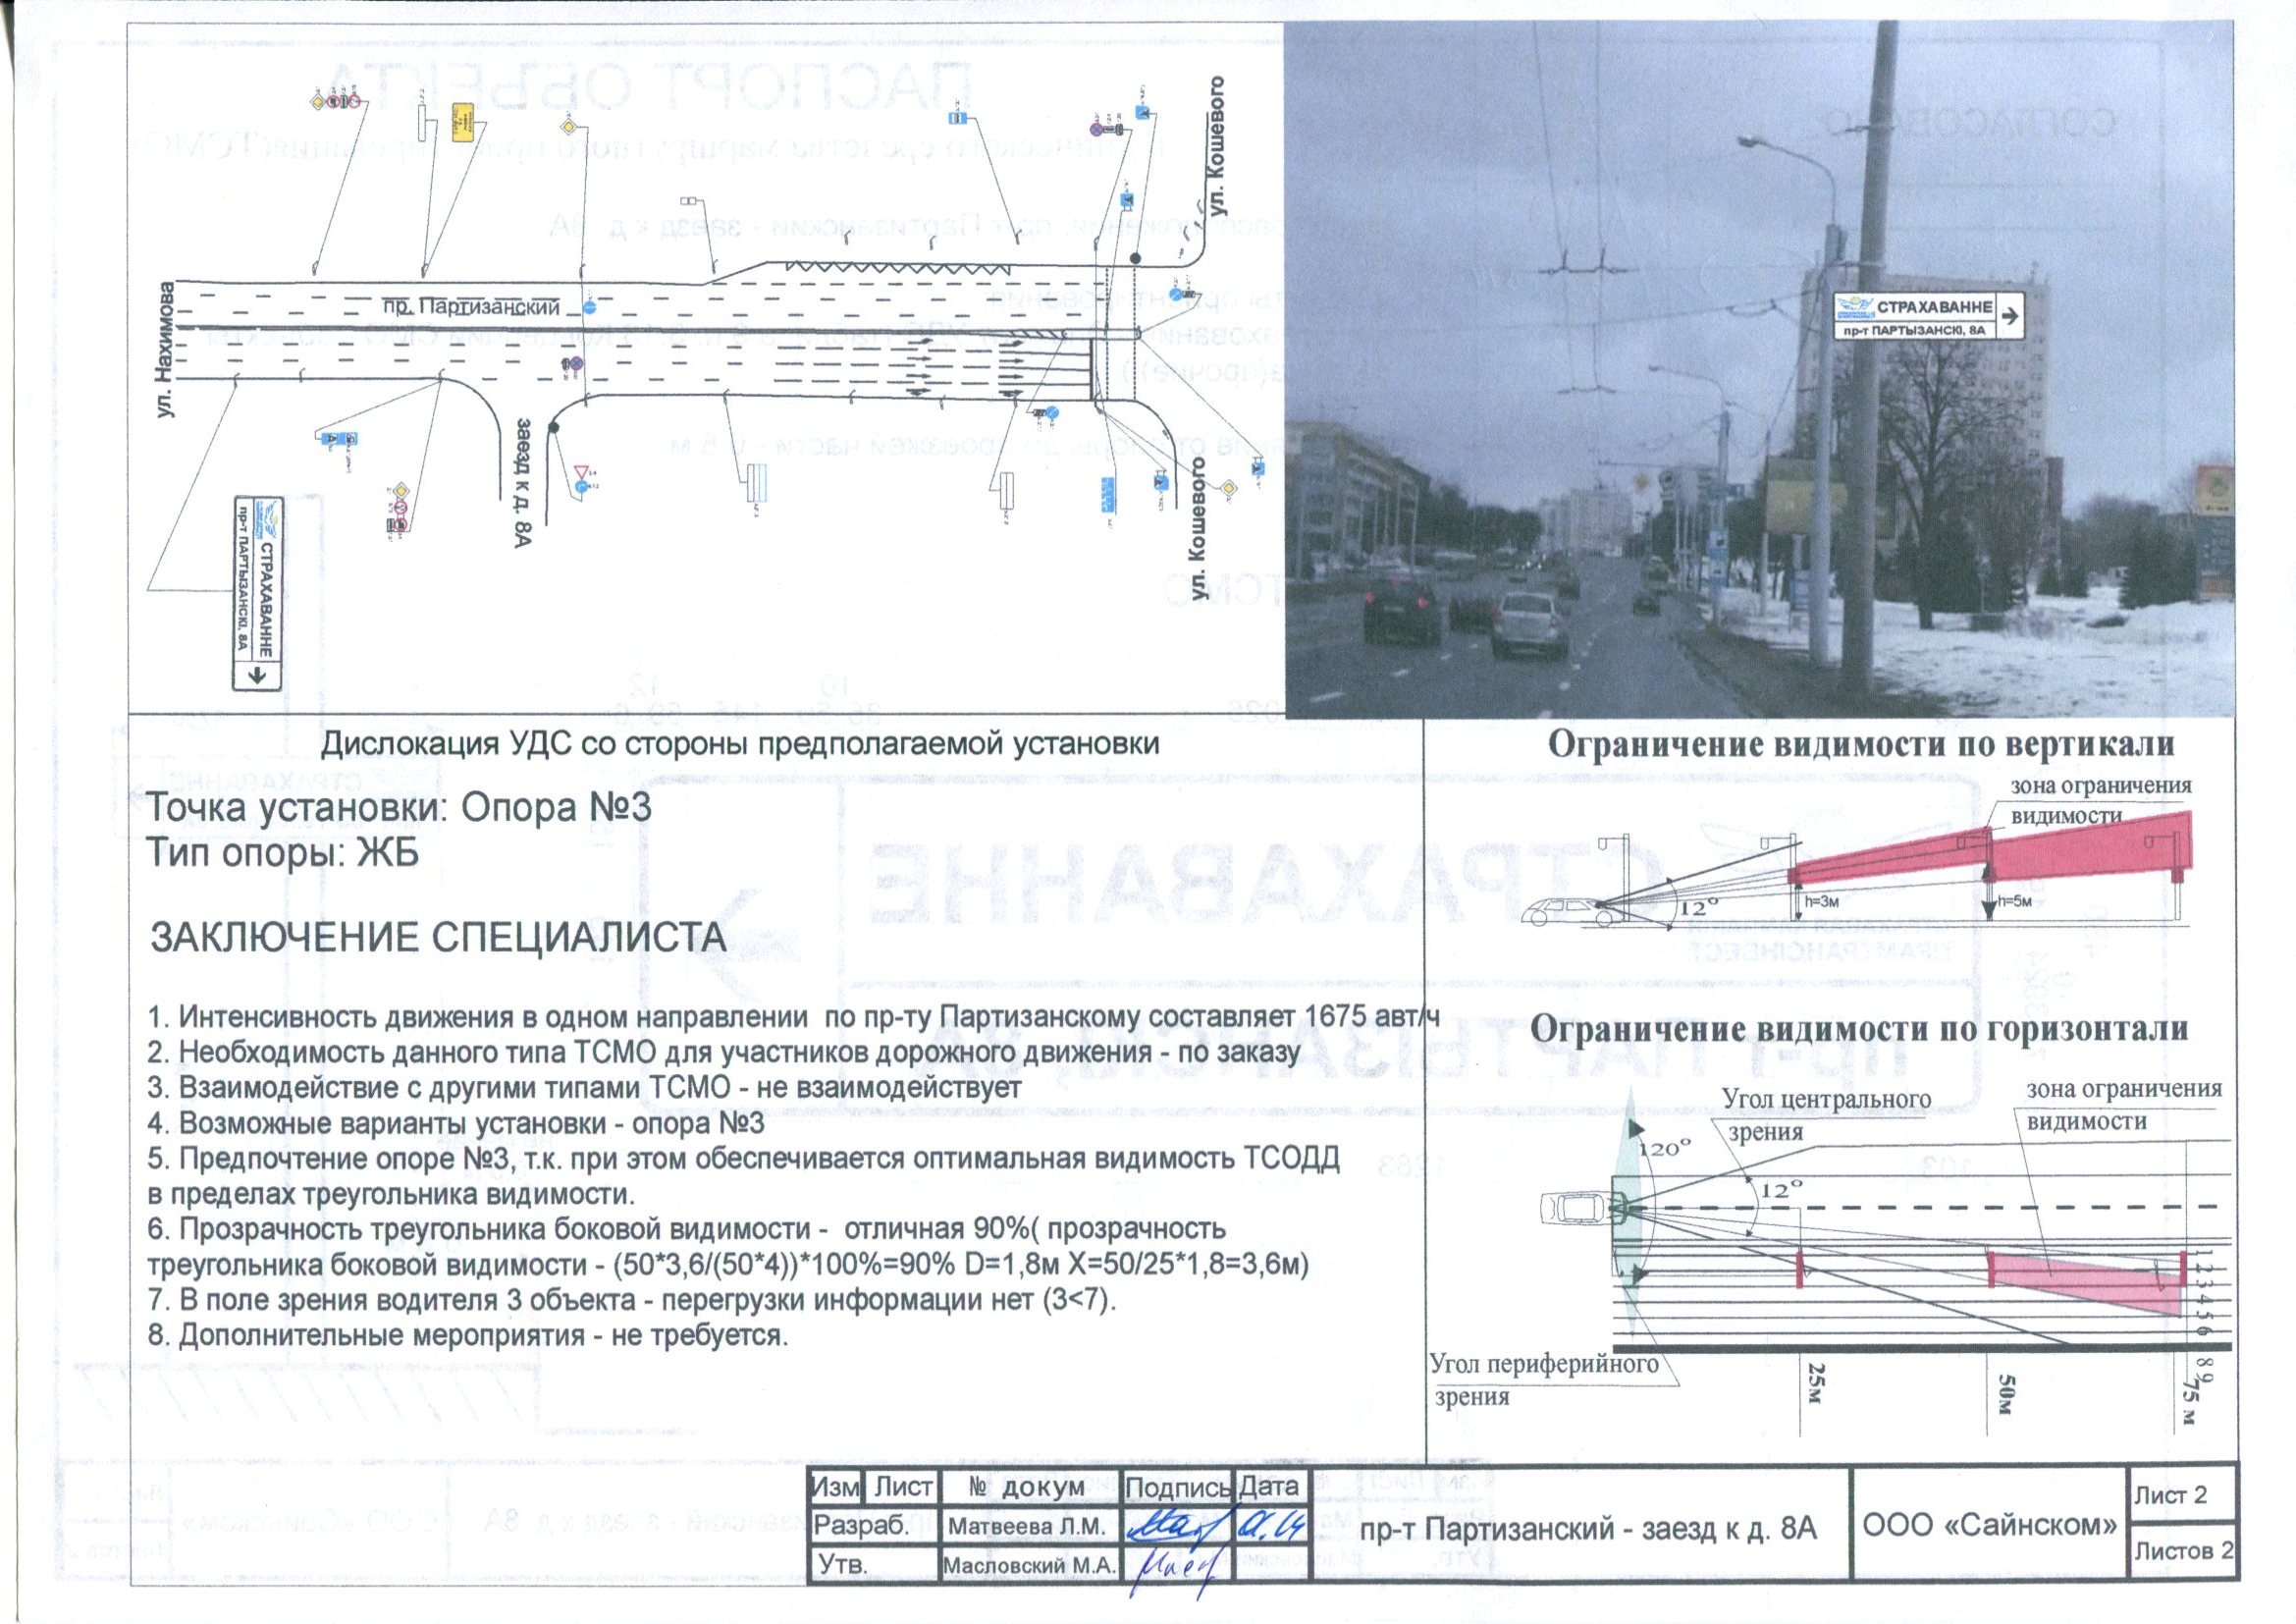 ул. Кошевого
пр. Партизанский
ул. Нахимова
заезд к д. 8А
ул. Кошевого
СТРАХАВАННЕ
пр-т ПАРТЫЗАНСКІ, 8А
СТРАХАВАННЕ
пр-т ПАРТЫЗАНСКІ, 8А
Дислокация УДС со стороны предполагаемой установки
Точка установки: Опора №3
Тип опоры: ЖБ
ЗАКЛЮЧЕНИЕ СПЕЦИАЛИСТА
1. Интенсивность движения в одном направлении по пр-ту Партизанскому составляет 1675 авт/ч
2. Необходимость данного типа ТСМО для участников дорожного движения - по заказу
3. Взаимодействие с другими типами ТСМО - не взаимодействует
4. Возможные варианты установки - опора №3
5. Предпочтение опоре №3, т.к. при этом обеспечивается оптимальная видимость ТСОДД
в пределах треугольника видимости.
6. Прозрачность треугольника боковой видимости - отличная 90%( прозрачность
треугольника боковой видимости - (50*3,6/(50*4))*100%=90% D=1,8м X=50/25*1,8=3,6м)
7. В поле зрения водителя 3 объекта - перегрузки информации нет (3<7).
8. Дополнительные мероприятия - не требуется.
Ограничение видимости по вертикали
зона ограничения
видимости
12°
h=3м
h=5м
Ограничение видимости по горизонтали
Угол центрального
зрения
зона ограничения
видимости
120°
12°
1 2 3 4 5 6
8 9
Угол периферийного
зрения
25м
50м
75 м
Изм Лист № докум Подпись Дата
Разраб. Матвеева П.М.
Утв. Масловский М.А.
пр-т Партизанский - заезд к д. 8А
ООО «Сайнском»
Лист 2
Листов 2